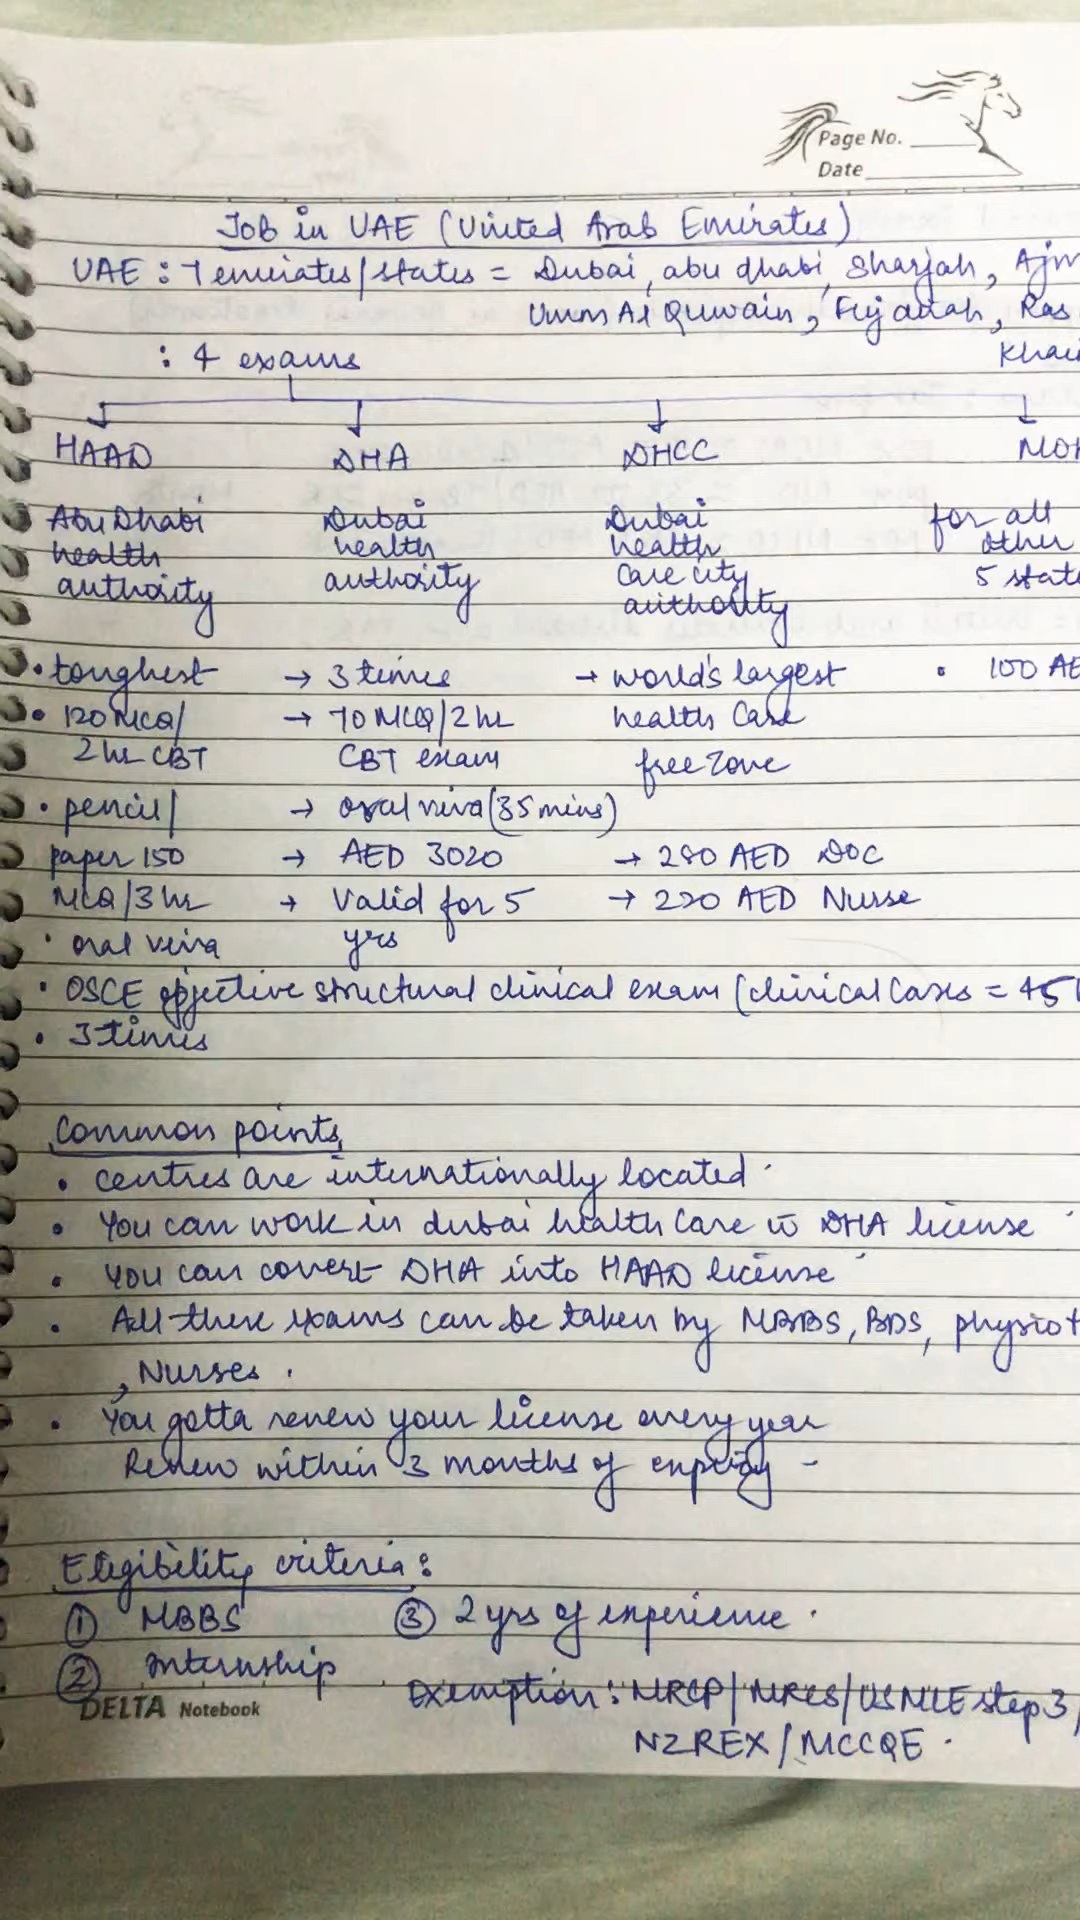 Page No.
Date
Job in UAE (United Arab Emirates)
UAE : 7 emirates/states = Dubai, abu dhabi, Sharjah, Ajm
Umm Al Quwain, Fujairah, Ras
Khai
: 4 exams
HAAD DHA DHCC MOH
Abu Dhabi Dubai Dubai for all
health health health other
authority authority Care city 5 state
authority
• toughest → 3 times → world's largest • 100 AE
• 120 MCQ/ → 70 MCQ/2 hr health Care
2 hr CBT CBT exam free Zone
• pencil/ → oral viva (35 mins)
paper 150 → AED 3020 → 280 AED DOC
MCQ/3 hr → Valid for 5 → 220 AED Nurse
• oral viva yrs
• OSCE objective structural clinical exam (clinical Cases = 45
• 3 times
Common points
• centres are internationally located.
• You can work in dubai health Care in DHA license
• You can covert DHA into HAAD license
• All these exams can be taken by MBBS, BDS, physiot
, Nurses.
• You gotta renew your license every year
Renew within 3 months of expiry -
Eligibility criteria :
① MBBS ③ 2 yrs of experience.
② Internship
Exemption : MRCP/MRCS/USMLE step 3/
NZREX/MCCQE.
DELTA Notebook